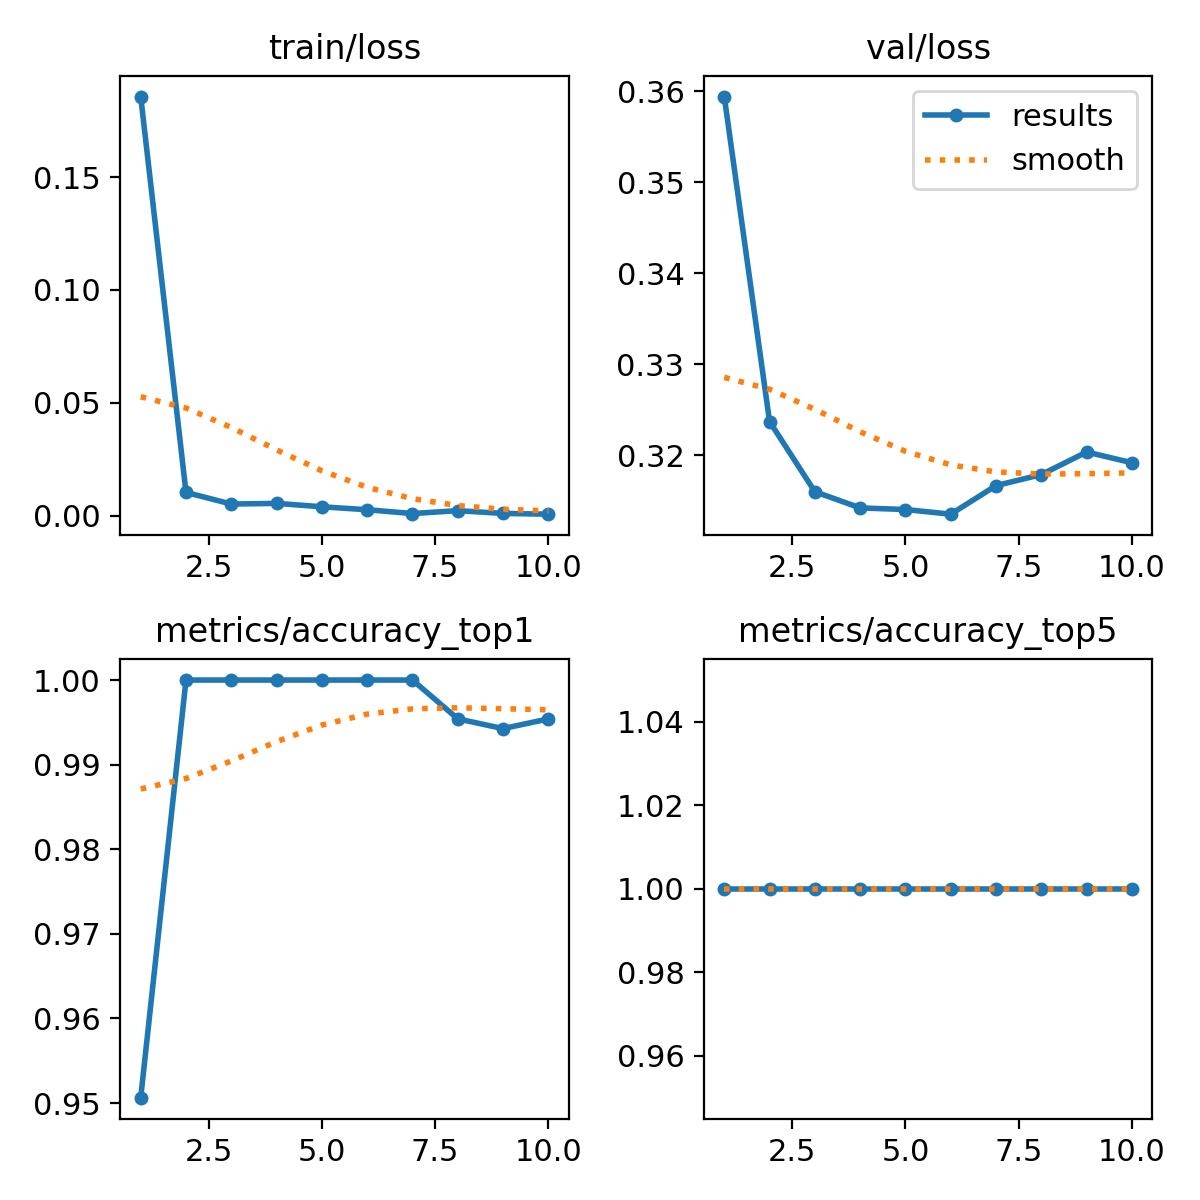 train/loss
0.15
0.10
0.05
0.00
2.5 5.0 7.5 10.0
val/loss
results
smooth
0.36
0.35
0.34
0.33
0.32
2.5 5.0 7.5 10.0
metrics/accuracy_top1
1.00
0.99
0.98
0.97
0.96
0.95
2.5 5.0 7.5 10.0
metrics/accuracy_top5
1.04
1.02
1.00
0.98
0.96
2.5 5.0 7.5 10.0